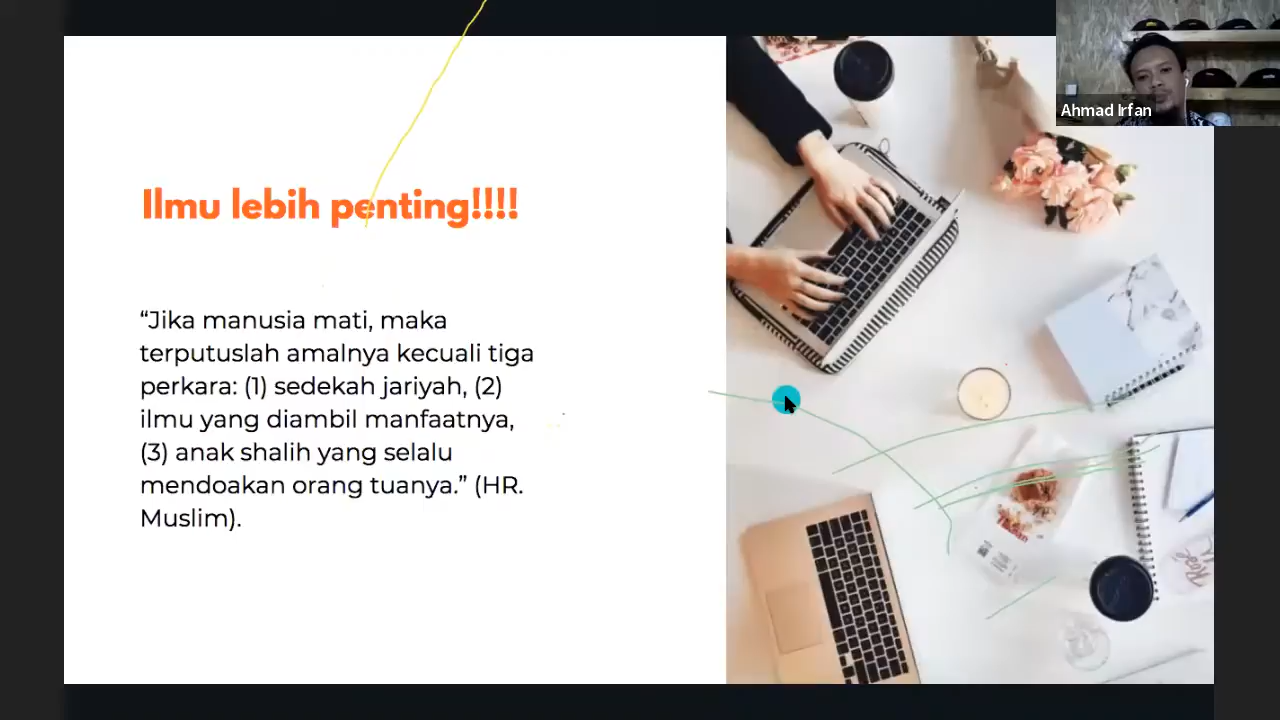 Ahmad Irfan
Ilmu lebih penting!!!!
“Jika manusia mati, maka
terputuslah amalnya kecuali tiga
perkara: (1) sedekah jariyah, (2)
ilmu yang diambil manfaatnya,
(3) anak shalih yang selalu
mendoakan orang tuanya.” (HR.
Muslim).